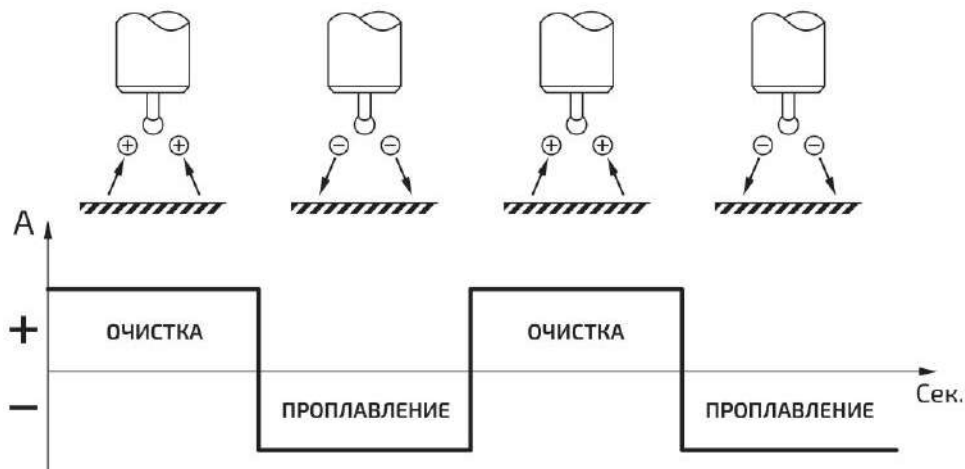 ⊕ ⊕ ⊖ ⊖ ⊕ ⊕ ⊖ ⊖
А
+ ОЧИСТКА ОЧИСТКА
Сек.
− ПРОПЛАВЛЕНИЕ ПРОПЛАВЛЕНИЕ